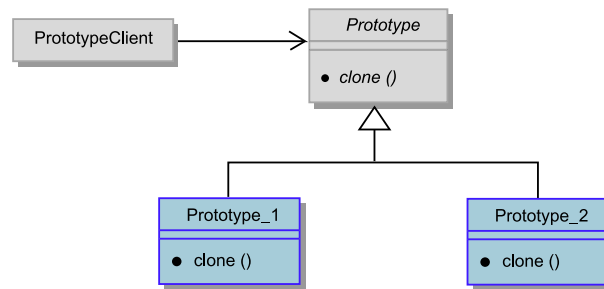 Prototype
PrototypeClient
clone ()
Prototype_1
Prototype_2
clone ()
clone ()